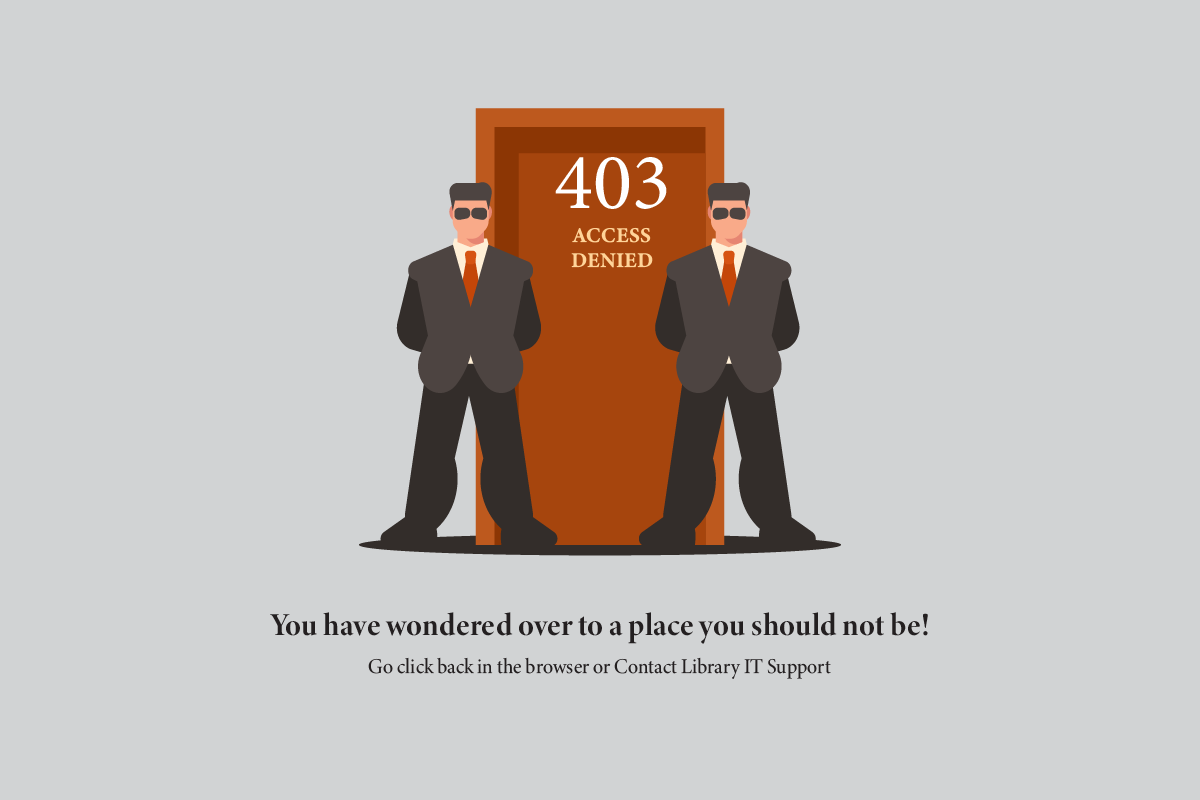 403
ACCESS
DENIED
You have wondered over to a place you should not be!
Go click back in the browser or Contact Library IT Support